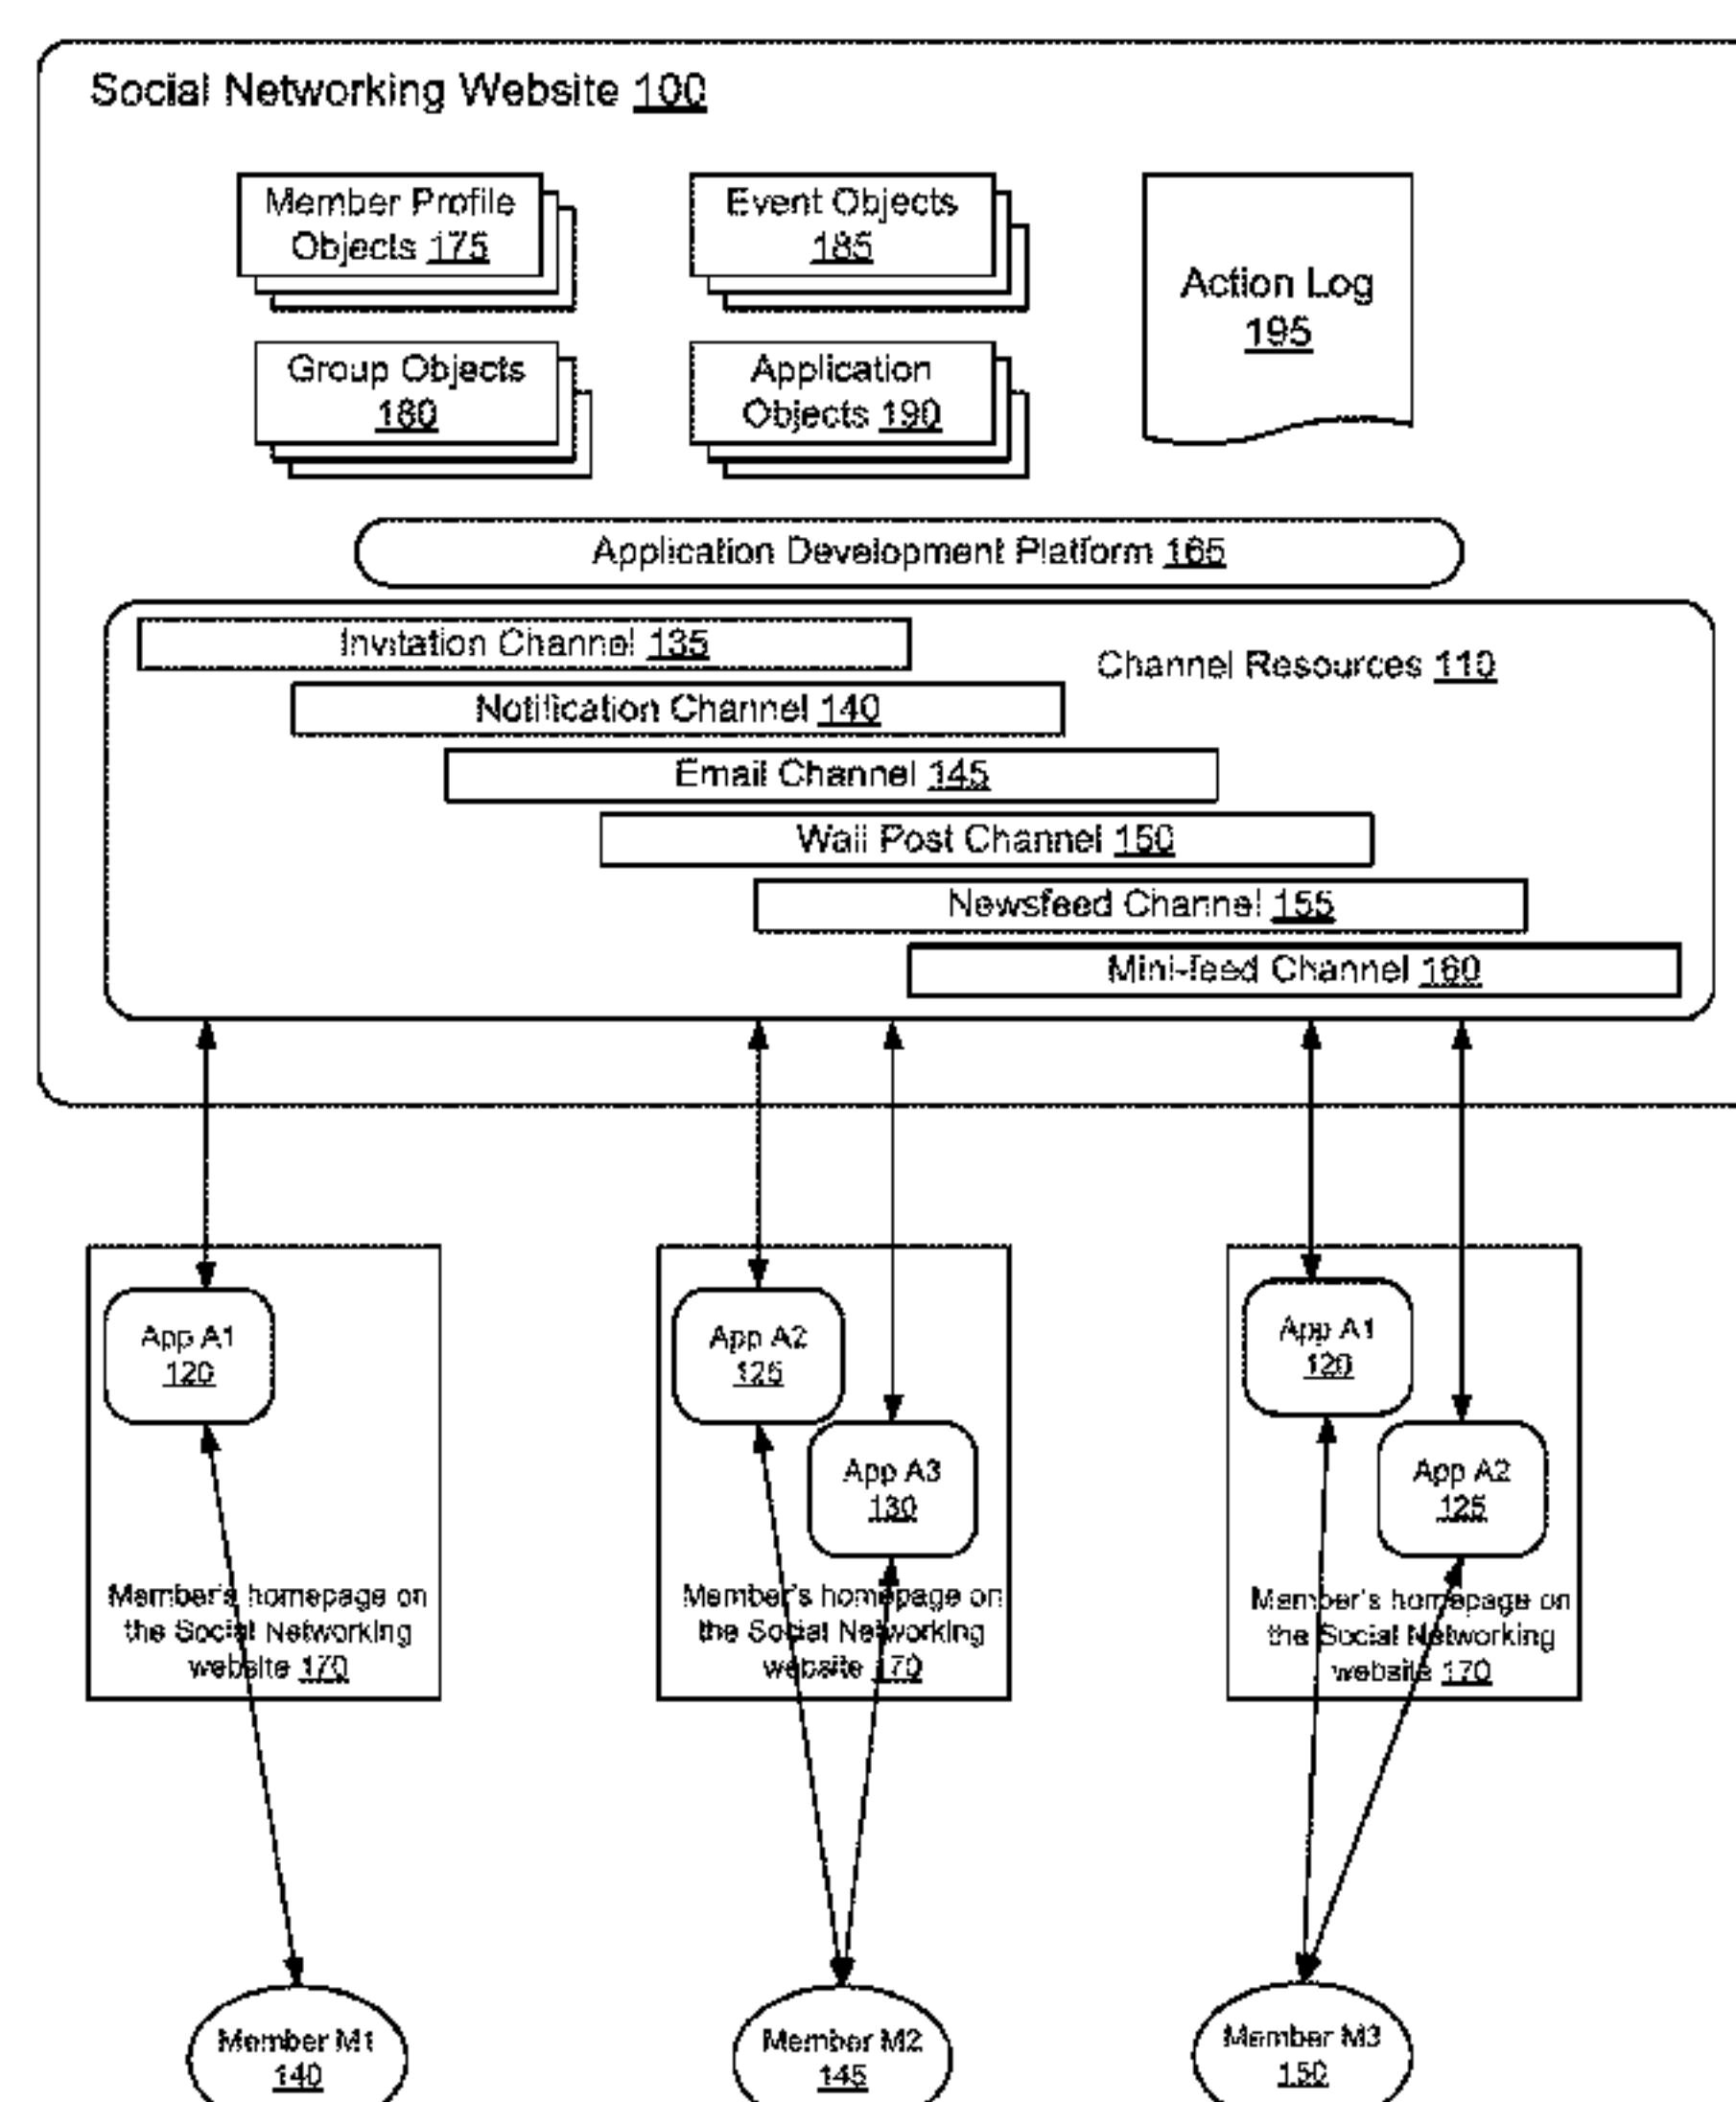 Social Networking Website 100
Member Profile
Objects 175
Event Objects
185
Action Log
195
Group Objects
180
Application
Objects 190
Application Development Platform 165
Invitation Channel 135
Channel Resources 110
Notification Channel 140
Email Channel 145
Wall Post Channel 150
Newsfeed Channel 155
Mini-feed Channel 160
App A1
120
App A2
125
App A3
130
App A1
120
App A2
125
Member's homepage on
the Social Networking
website 170
Member's homepage on
the Social Networking
website 170
Member's homepage on
the Social Networking
website 170
Member M1
140
Member M2
145
Member M3
150